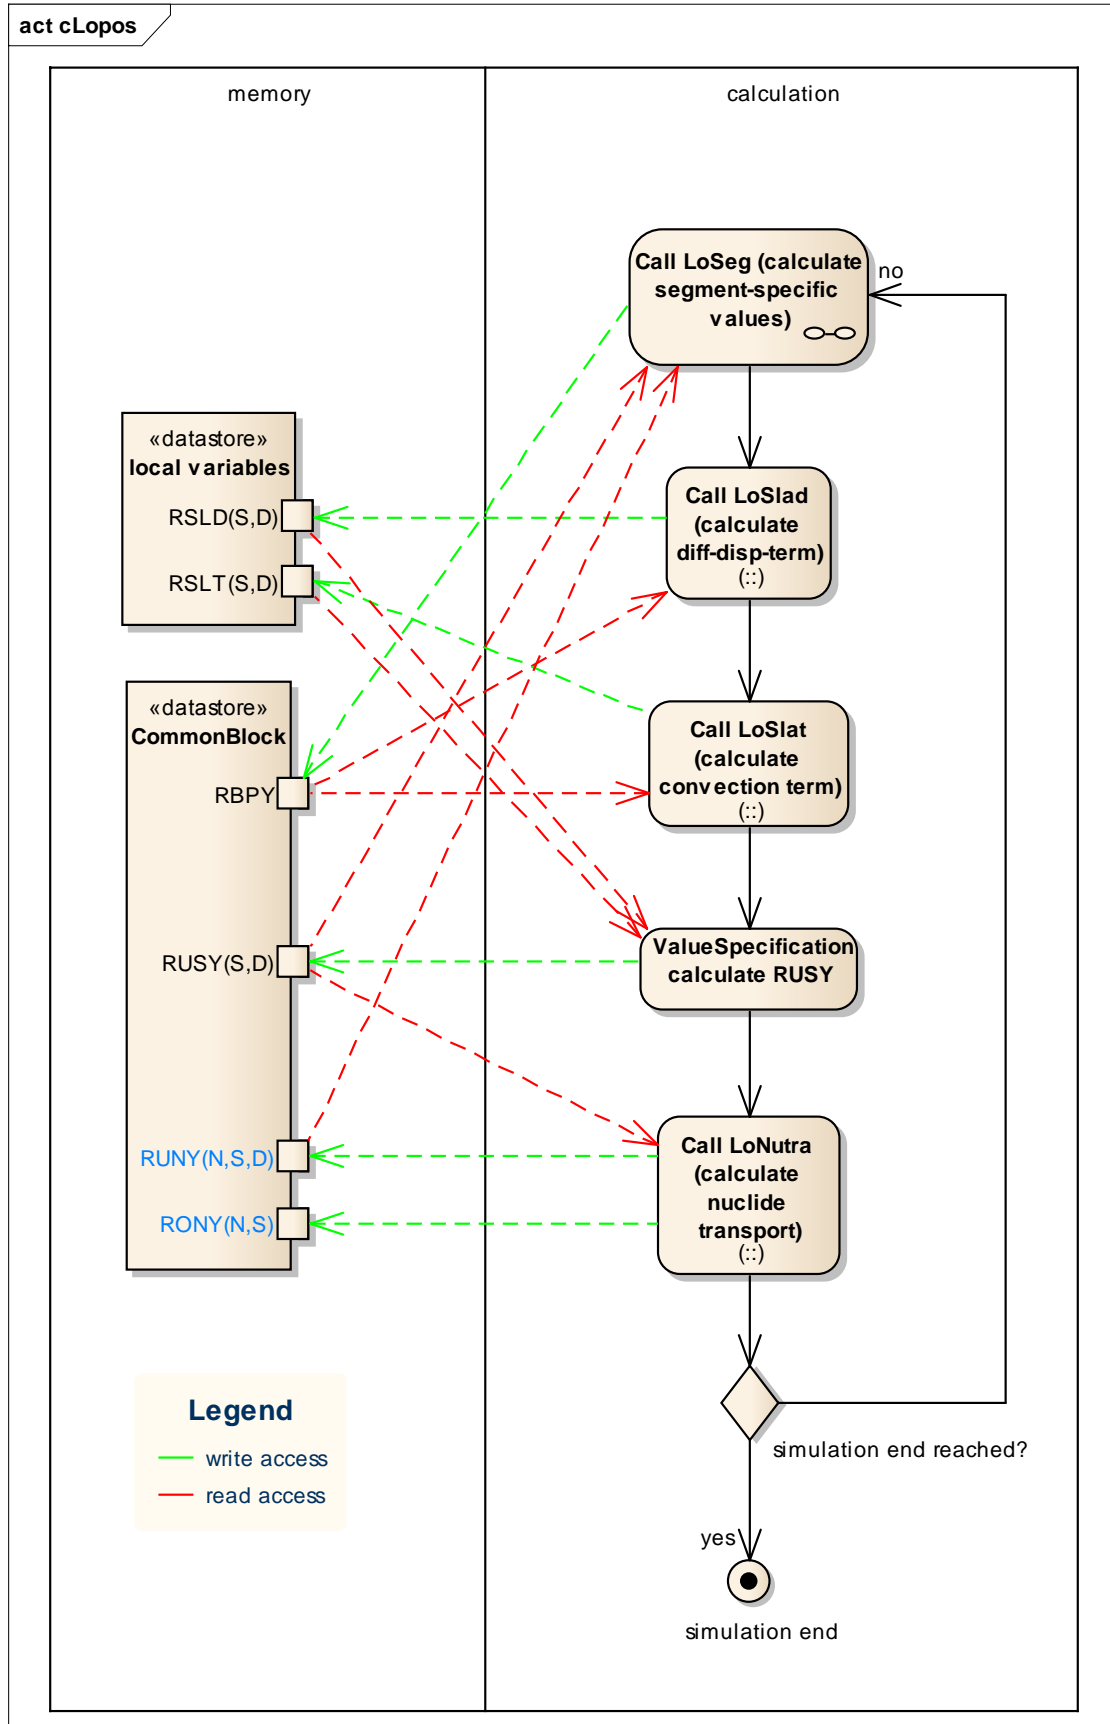 act cLopos
memory
calculation
Call LoSeg (calculate
segment-specific
values)
no
«datastore»
local variables
RSLD(S,D)
RSLT(S,D)
Call LoSlad
(calculate
diff-disp-term)
(::)
«datastore»
CommonBlock
RBPY
RUSY(S,D)
RUNY(N,S,D)
RONY(N,S)
Call LoSlat
(calculate
convection term)
(::)
ValueSpecification
calculate RUSY
Call LoNutra
(calculate
nuclide
transport)
(::)
Legend
write access
read access
simulation end reached?
yes
simulation end